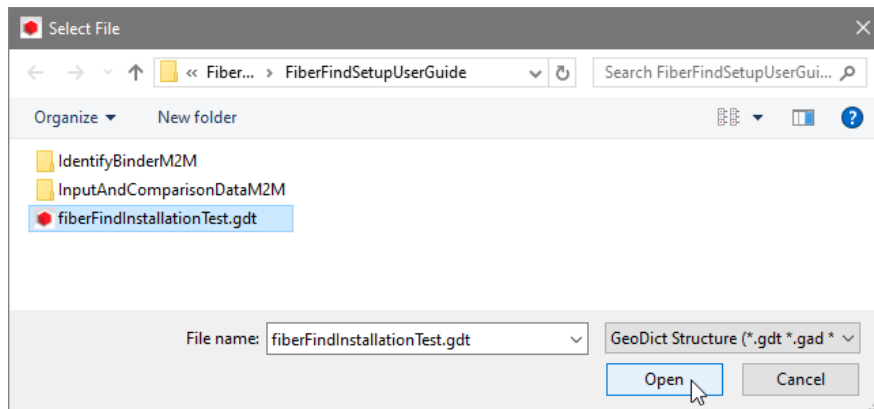 Select File
« Fiber... > FiberFindSetupUserGuide
Search FiberFindSetupUserGui...
Organize New folder
IdentifyBinderM2M
InputAndComparisonDataM2M
fiberFindInstallationTest.gdt
File name: fiberFindInstallationTest.gdt GeoDict Structure (*.gdt *.gad *
Open Cancel